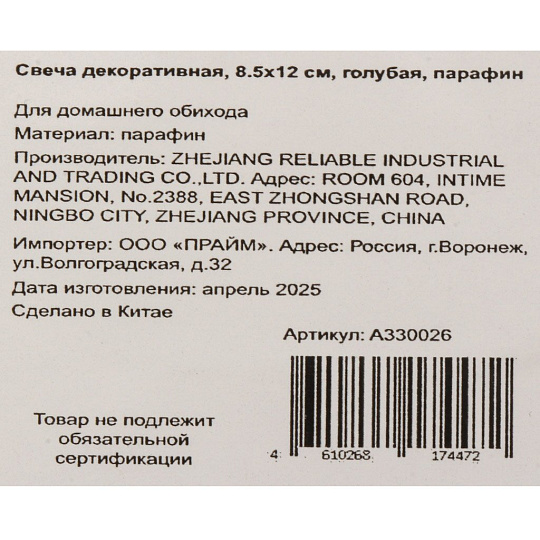 Свеча декоративная, 8.5х12 см, голубая, парафин
Для домашнего обихода
Материал: парафин
Производитель: ZHEJIANG RELIABLE INDUSTRIAL
AND TRADING CO.,LTD. Адрес: ROOM 604, INTIME
MANSION, No.2388, EAST ZHONGSHAN ROAD,
NINGBO CITY, ZHEJIANG PROVINCE, CHINA
Импортер: ООО «ПРАЙМ». Адрес: Россия, г.Воронеж,
ул.Волгоградская, д.32
Дата изготовления: апрель 2025
Сделано в Китае
Артикул: А330026
Товар не подлежит
обязательной
сертификации
4 610268 174472